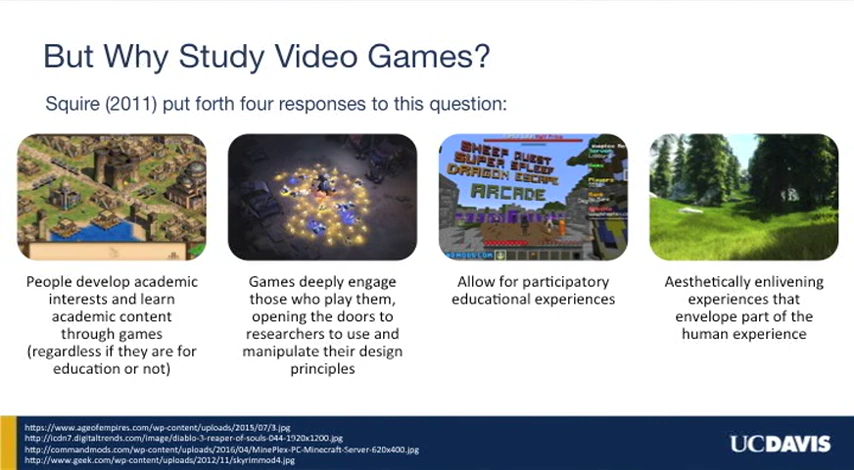 But Why Study Video Games?
Squire (2011) put forth four responses to this question:
SHEEP QUEST
SUPER SPLEEF
DRAGON ESCAPE
ARCADE
People develop academic
interests and learn
academic content
through games
(regardless if they are for
education or not)
Games deeply engage
those who play them,
opening the doors to
researchers to use and
manipulate their design
principles
Allow for participatory
educational experiences
Aesthetically enlivening
experiences that
envelope part of the
human experience
https://www.ageofempires.com/wp-content/uploads/2015/07/3.jpg
http://icdn7.digitaltrends.com/image/diablo-3-reaper-of-souls-044-1920x1200.jpg
http://commandmods.com/wp-content/uploads/2016/04/MinePlex-PC-Minecraft-Server-620x400.jpg
http://www.geek.com/wp-content/uploads/2012/11/skyrimmod4.jpg
UCDAVIS